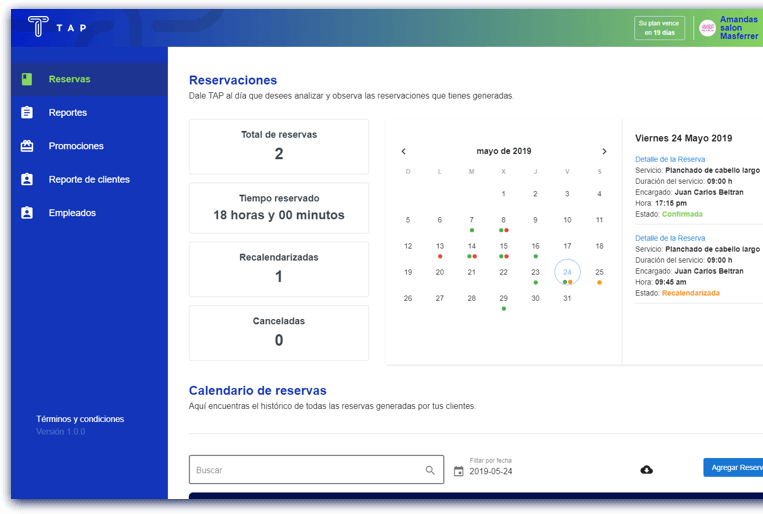 TAP
Su plan vence
en 19 días
Amandas
salon
Masferrer
Reservas
Reportes
Promociones
Reporte de clientes
Empleados
Términos y condiciones
Versión 1.0.0
Reservaciones
Dale TAP al día que desees analizar y observa las reservaciones que tienes generadas.
Total de reservas
2
Tiempo reservado
18 horas y 00 minutos
Recalendarizadas
1
Canceladas
0
mayo de 2019
D L M X J V S
1 2 3 4
5 6 7 8 9 10 11
12 13 14 15 16 17 18
19 20 21 22 23 24 25
26 27 28 29 30 31
Viernes 24 Mayo 2019
Detalle de la Reserva
Servicio: Planchado de cabello largo
Duración del servicio: 09:00 h
Encargado: Juan Carlos Beltran
Hora: 17:15 pm
Estado: Confirmada
Detalle de la Reserva
Servicio: Planchado de cabello largo
Duración del servicio: 09:00 h
Encargado: Juan Carlos Beltran
Hora: 09:45 am
Estado: Recalendarizada
Calendario de reservas
Aquí encuentras el histórico de todas las reservas generadas por tus clientes.
Buscar
Filtar por fecha
2019-05-24
Agregar Reserv